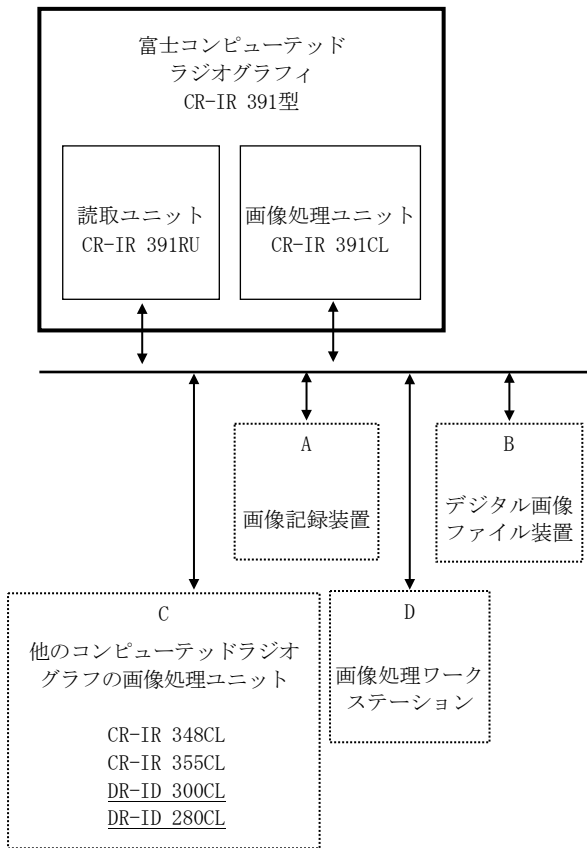 富士コンピューテッド
ラジオグラフィ
CR-IR 391型
読取ユニット
CR-IR 391RU
画像処理ユニット
CR-IR 391CL
A
画像記録装置
B
デジタル画像
ファイル装置
C
他のコンピューテッドラジオ
グラフの画像処理ユニット
CR-IR 348CL
CR-IR 355CL
DR-ID 300CL
DR-ID 280CL
D
画像処理ワーク
ステーション